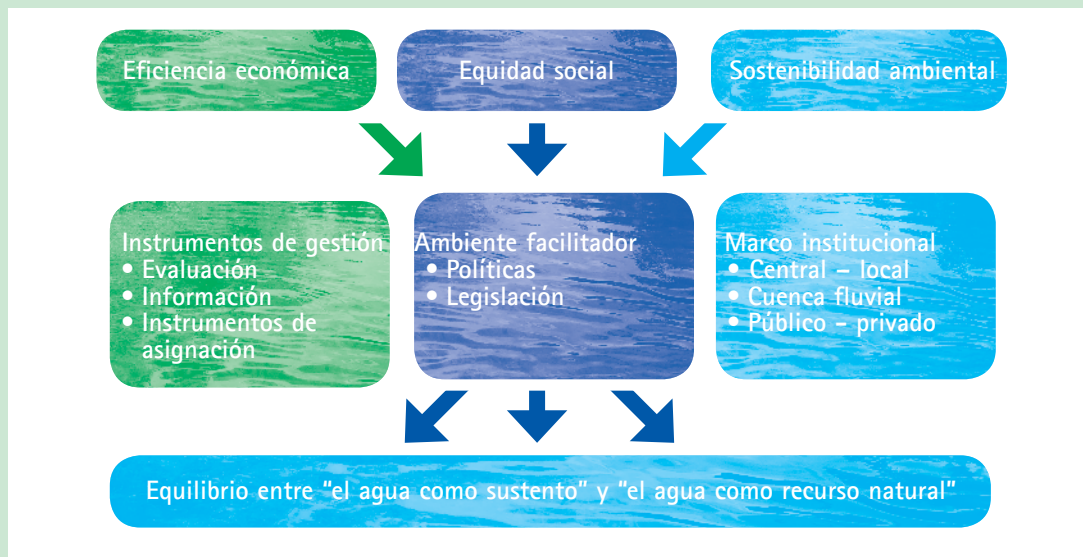 Eficiencia económica
Equidad social
Sostenibilidad ambiental
Instrumentos de gestión
• Evaluación
• Información
• Instrumentos de
asignación
Ambiente facilitador
• Políticas
• Legislación
Marco institucional
• Central – local
• Cuenca fluvial
• Público – privado
Equilibrio entre “el agua como sustento” y “el agua como recurso natural”